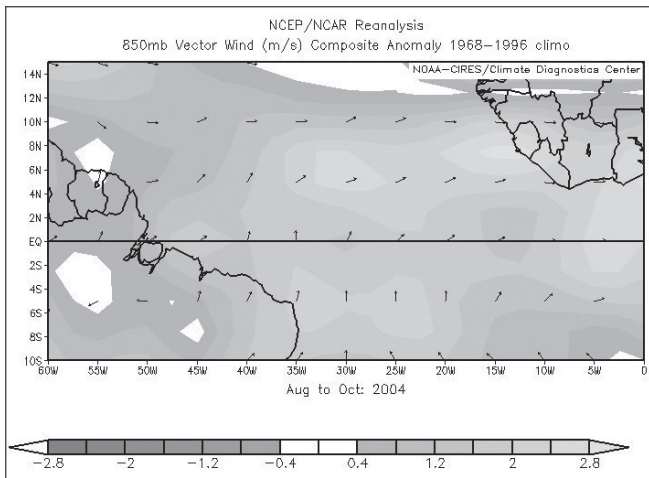 NCEP/NCAR Reanalysis
850mb Vector Wind (m/s) Composite Anomaly 1968–1996 climo
NOAA–CIRES/Climate Diagnostics Center
14N
12N
10N
8N
6N
4N
2N
EQ
2S
4S
6S
8S
10S
60W 55W 50W 45W 40W 35W 30W 25W 20W 15W 10W 5W 0
Aug to Oct: 2004
−2.8 −2 −1.2 −0.4 0.4 1.2 2 2.8